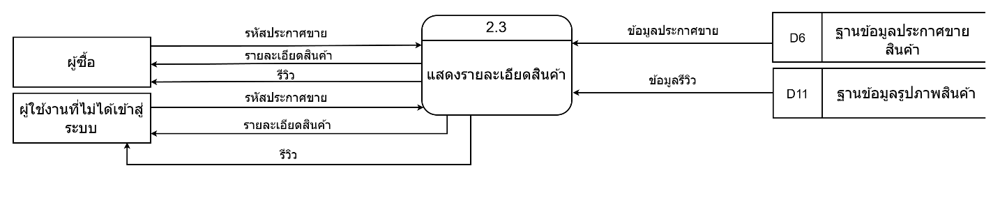 2.3
แสดงรายละเอียดสินค้า
ผู้ซื้อ
รหัสประกาศขาย
รายละเอียดสินค้า
รีวิว
ผู้ใช้งานที่ไม่ได้เข้าสู่
ระบบ
รหัสประกาศขาย
รายละเอียดสินค้า
รีวิว
ข้อมูลประกาศขาย
D6
ฐานข้อมูลประกาศขาย
สินค้า
ข้อมูลรีวิว
D11
ฐานข้อมูลรูปภาพสินค้า